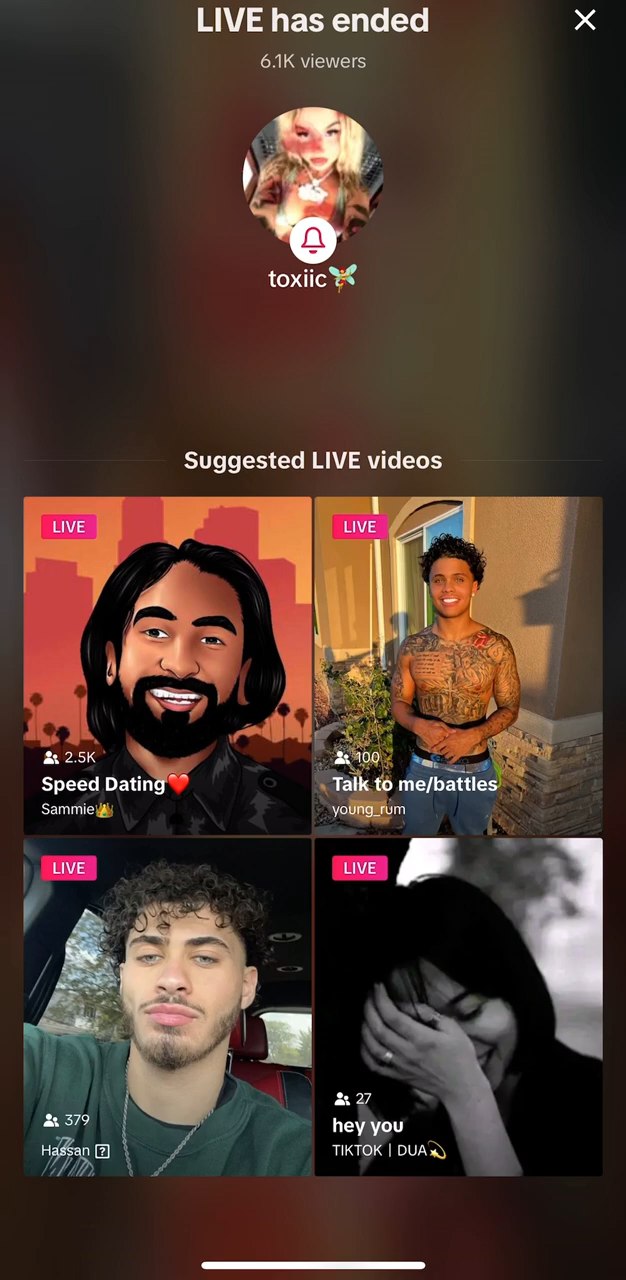 LIVE has ended
6.1K viewers
toxiic🧚
Suggested LIVE videos
LIVE
2.5K
Speed Dating❤️
Sammie👑
LIVE
100
Talk to me/battles
young_rum
LIVE
379
Hassan
LIVE
27
hey you
TIKTOK | DUA💫